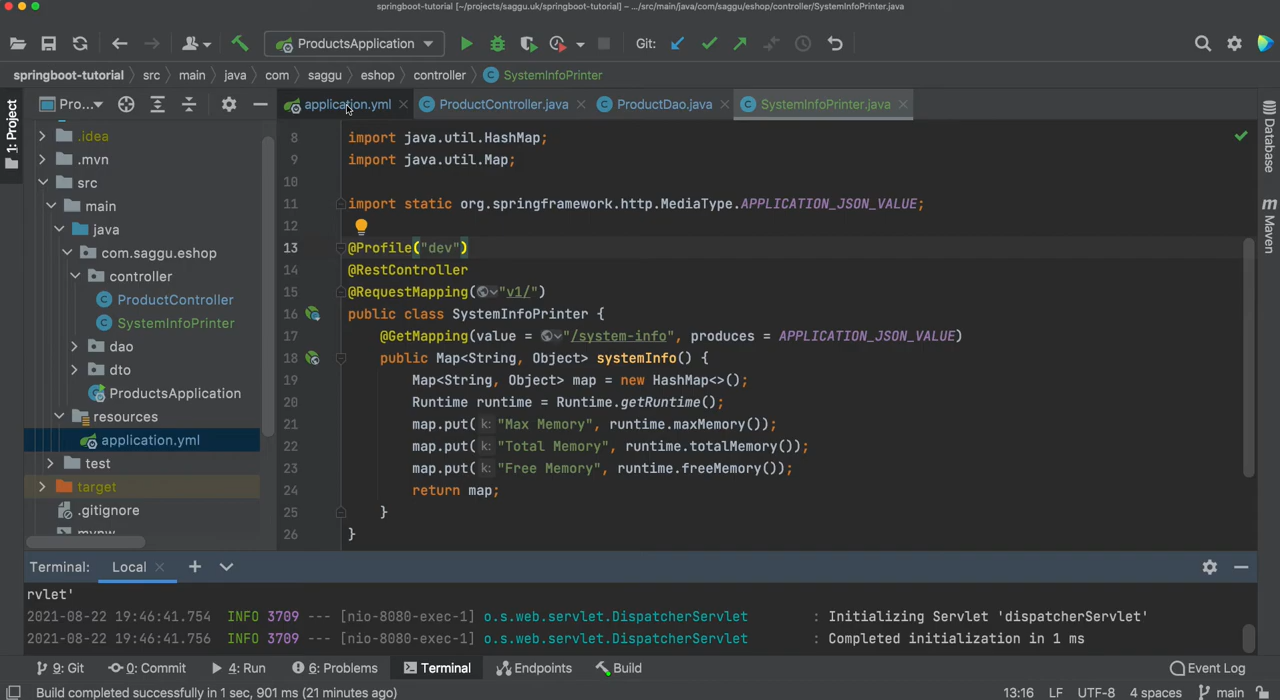 springboot-tutorial [~/projects/saggu.uk/springboot-tutorial] – .../src/main/java/com/saggu/eshop/controller/SystemInfoPrinter.java
ProductsApplication
Git:
springboot-tutorial src main java com saggu eshop controller SystemInfoPrinter
1: Project
Pro...
application.yml ProductController.java ProductDao.java SystemInfoPrinter.java
.idea
.mvn
src
main
java
com.saggu.eshop
controller
ProductController
SystemInfoPrinter
dao
dto
ProductsApplication
resources
application.yml
test
target
.gitignore
mvnw
8 import java.util.HashMap;
9 import java.util.Map;
10
11 import static org.springframework.http.MediaType.APPLICATION_JSON_VALUE;
12
13 @Profile("dev")
14 @RestController
15 @RequestMapping("v1/")
16 public class SystemInfoPrinter {
17 @GetMapping(value = "/system-info", produces = APPLICATION_JSON_VALUE)
18 public Map<String, Object> systemInfo() {
19 Map<String, Object> map = new HashMap<>();
20 Runtime runtime = Runtime.getRuntime();
21 map.put( k: "Max Memory", runtime.maxMemory());
22 map.put( k: "Total Memory", runtime.totalMemory());
23 map.put( k: "Free Memory", runtime.freeMemory());
24 return map;
25 }
26 }
Database
m Maven
Terminal: Local
rvlet'
2021-08-22 19:46:41.754 INFO 3709 --- [nio-8080-exec-1] o.s.web.servlet.DispatcherServlet : Initializing Servlet 'dispatcherServlet'
2021-08-22 19:46:41.756 INFO 3709 --- [nio-8080-exec-1] o.s.web.servlet.DispatcherServlet : Completed initialization in 1 ms
9: Git 0: Commit 4: Run 6: Problems Terminal Endpoints Build Event Log
Build completed successfully in 1 sec, 901 ms (21 minutes ago) 13:16 LF UTF-8 4 spaces main